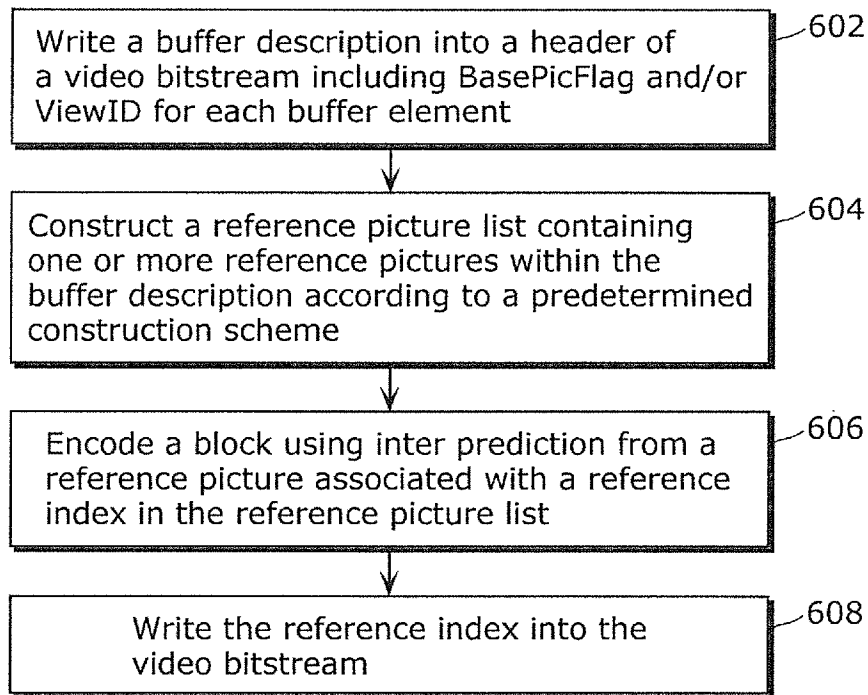 Write a buffer description into a header of
a video bitstream including BasePicFlag and/or
ViewID for each buffer element
602
Construct a reference picture list containing
one or more reference pictures within the
buffer description according to a predetermined
construction scheme
604
Encode a block using inter prediction from a
reference picture associated with a reference
index in the reference picture list
606
Write the reference index into the
video bitstream
608